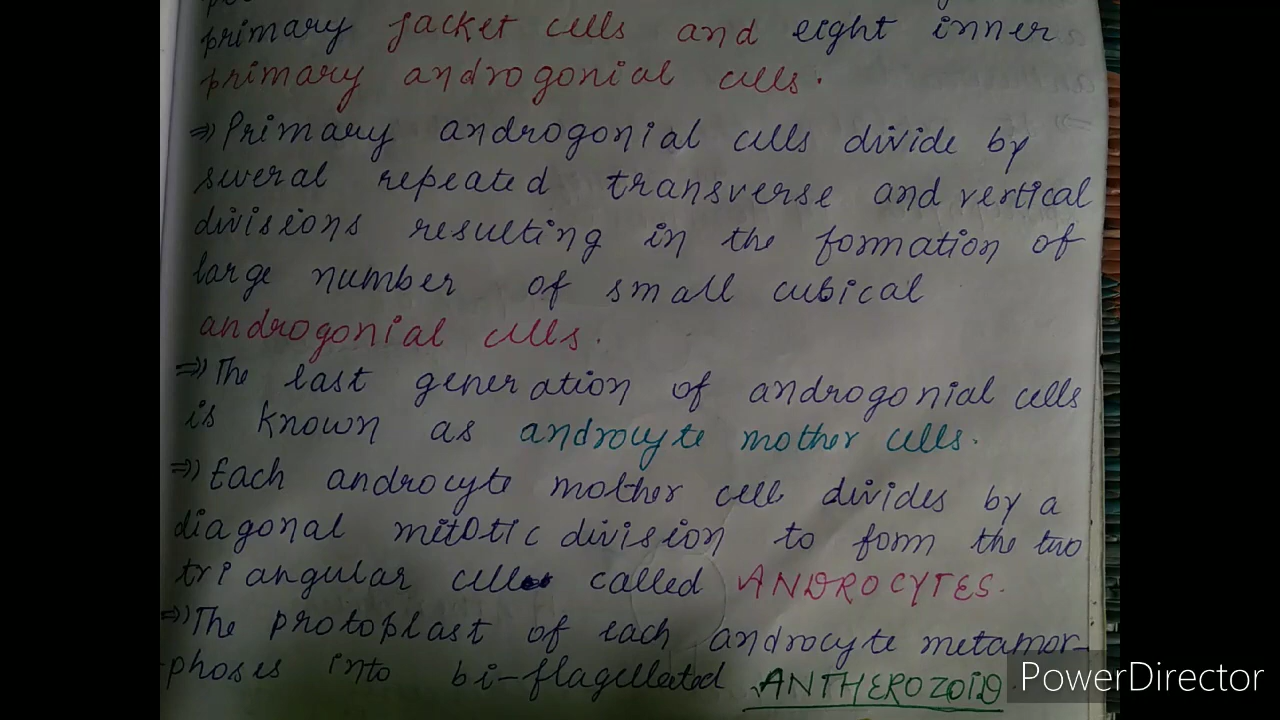 primary jacket cells and eight inner
primary androgonial cells.
⇒ Primary androgonial cells divide by
several repeated transverse and vertical
divisions resulting in the formation of
large number of small cubical
androgonial cells.
⇒ The last generation of androgonial cells
is known as androcyte mother cells.
⇒ Each androcyte mother cell divides by a
diagonal mitotic division to form the two
triangular cells called ANDROCYTES.
⇒ The protoplast of each androcyte metamor-
-phoses into bi-flagellated ANTHEROZOID.
PowerDirector